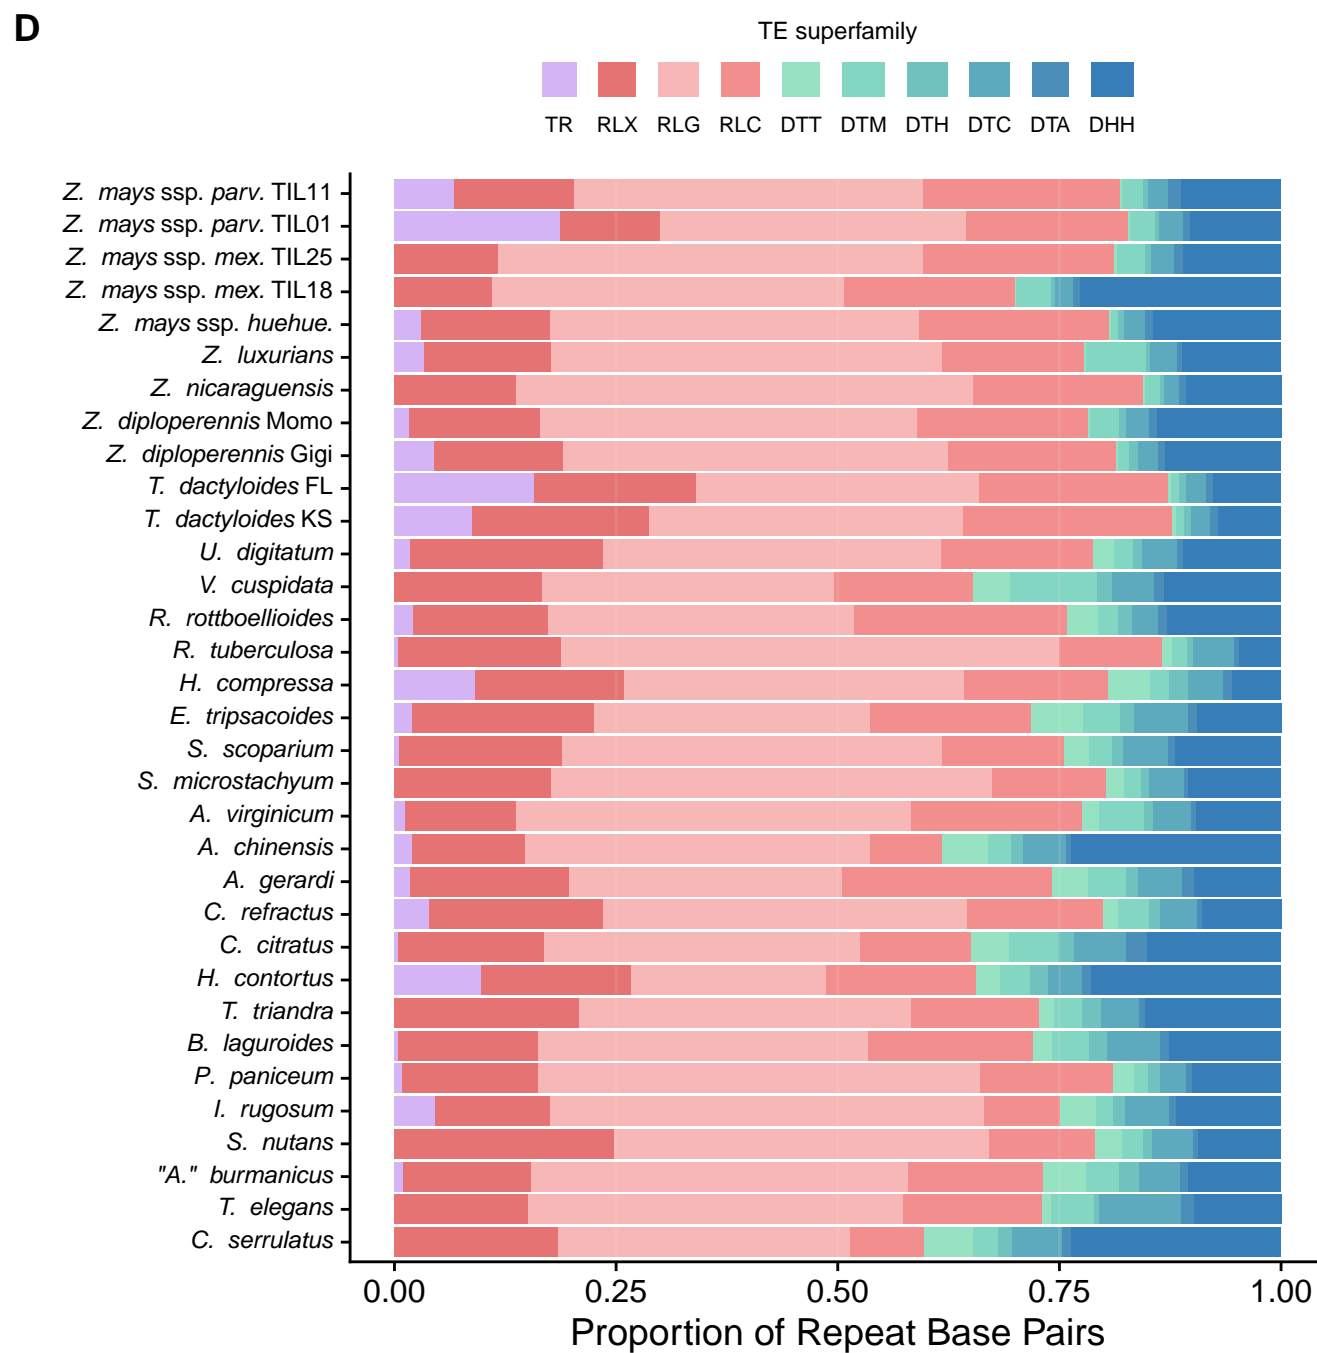 D
TE superfamily
TR RLX RLG RLC DTT DTM DTH DTC DTA DHH
Z. mays ssp. parv. TIL11
Z. mays ssp. parv. TIL01
Z. mays ssp. mex. TIL25
Z. mays ssp. mex. TIL18
Z. mays ssp. huehue.
Z. luxurians
Z. nicaraguensis
Z. diploperennis Momo
Z. diploperennis Gigi
T. dactyloides FL
T. dactyloides KS
U. digitatum
V. cuspidata
R. rottboellioides
R. tuberculosa
H. compressa
E. tripsacoides
S. scoparium
S. microstachyum
A. virginicum
A. chinensis
A. gerardi
C. refractus
C. citratus
H. contortus
T. triandra
B. laguroides
P. paniceum
I. rugosum
S. nutans
"A." burmanicus
T. elegans
C. serrulatus
0.00 0.25 0.50 0.75 1.00
Proportion of Repeat Base Pairs